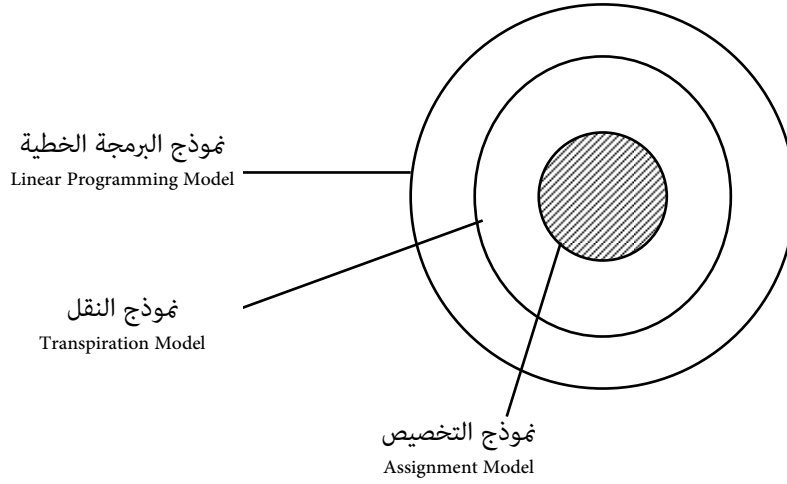 نموذج البرمجة الخطية
Linear Programming Model
نموذج النقل
Transpiration Model
نموذج التخصيص
Assignment Model